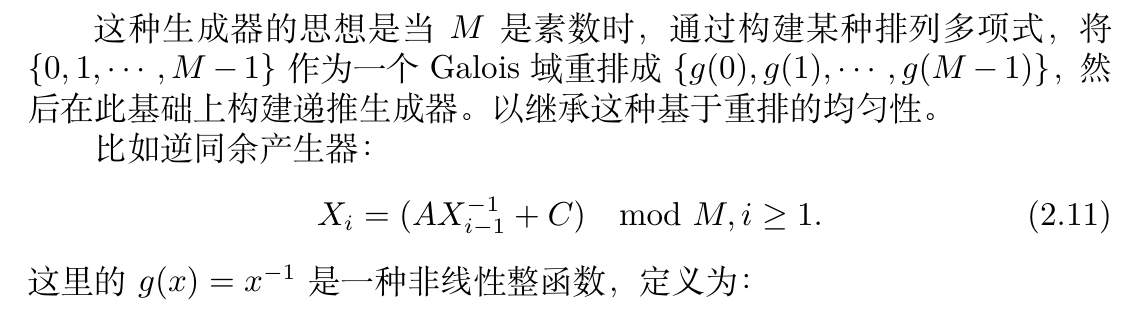 这种生成器的思想是当 M 是素数时，通过构建某种排列多项式，将
{0, 1, ⋯ , M − 1} 作为一个 Galois 域重排成 {g(0), g(1), ⋯ , g(M − 1)}，然
后在此基础上构建递推生成器。以继承这种基于重排的均匀性。
比如逆同余产生器：
X_i = (AX_{i−1}^{−1} + C) mod M, i ≥ 1. (2.11)
这里的 g(x) = x^{−1} 是一种非线性整函数，定义为：